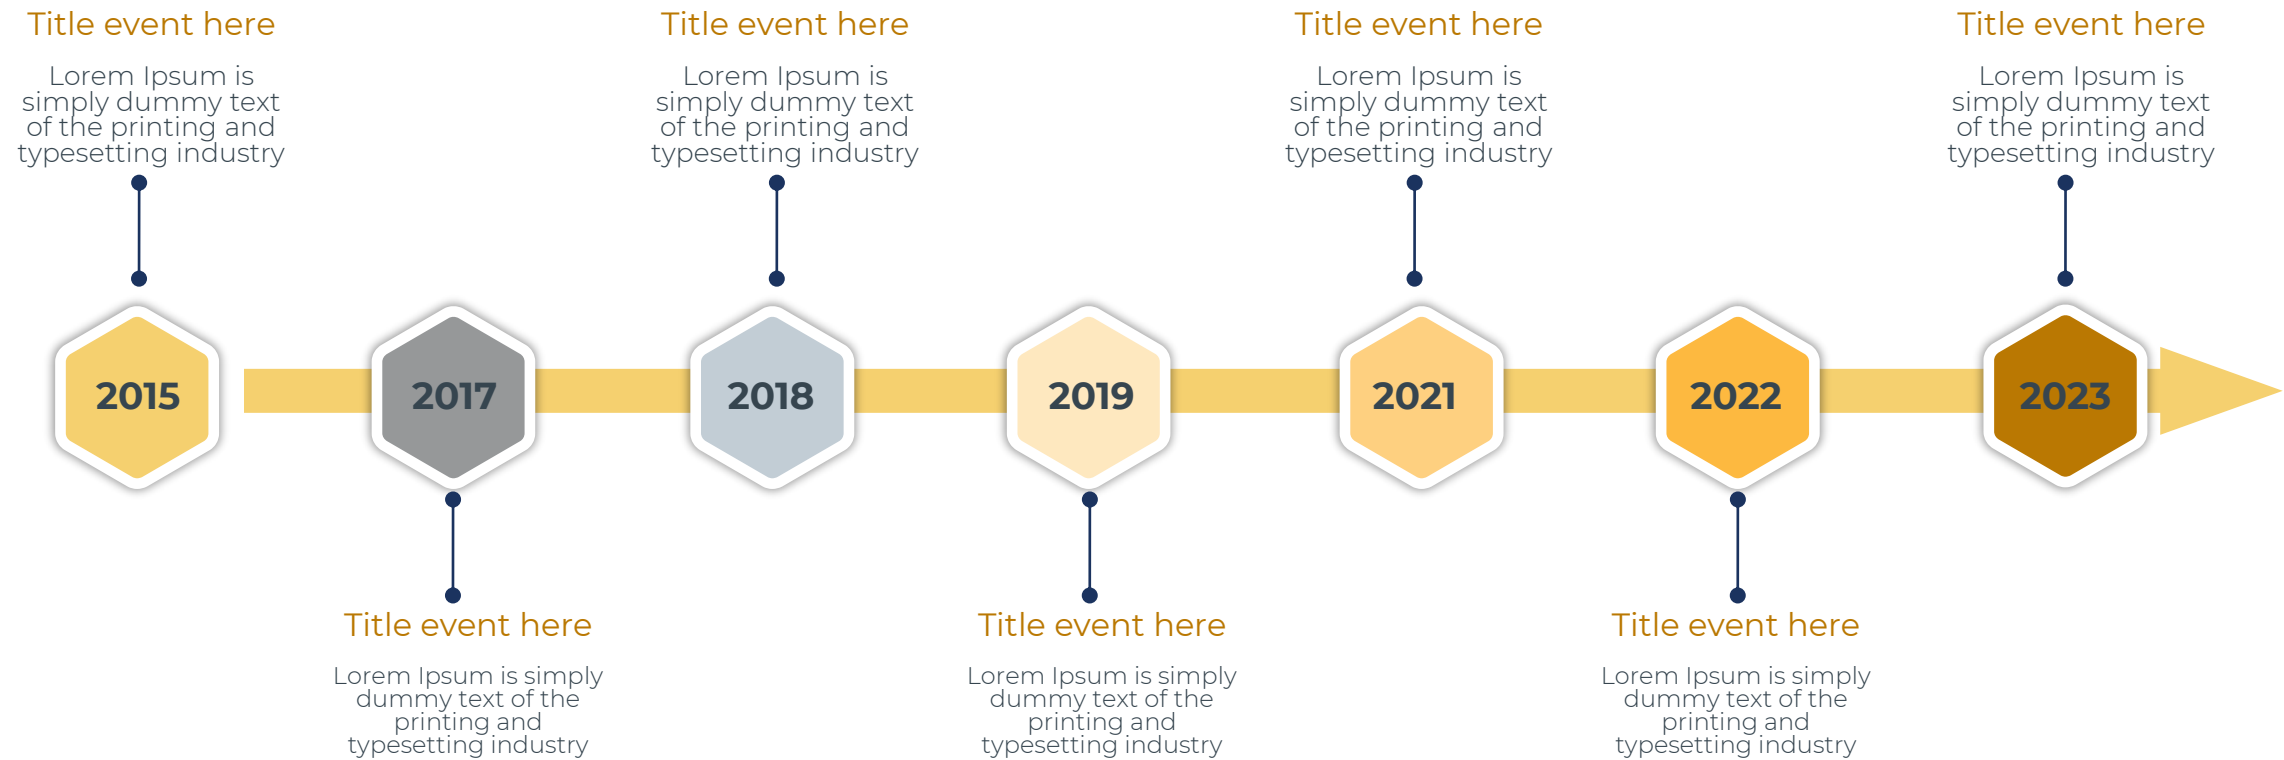 Title event here
Lorem Ipsum is
simply dummy text
of the printing and
typesetting industry
Title event here
Lorem Ipsum is
simply dummy text
of the printing and
typesetting industry
Title event here
Lorem Ipsum is
simply dummy text
of the printing and
typesetting industry
Title event here
Lorem Ipsum is
simply dummy text
of the printing and
typesetting industry
2015
2017
2018
2019
2021
2022
2023
Title event here
Lorem Ipsum is simply
dummy text of the
printing and
typesetting industry
Title event here
Lorem Ipsum is simply
dummy text of the
printing and
typesetting industry
Title event here
Lorem Ipsum is simply
dummy text of the
printing and
typesetting industry